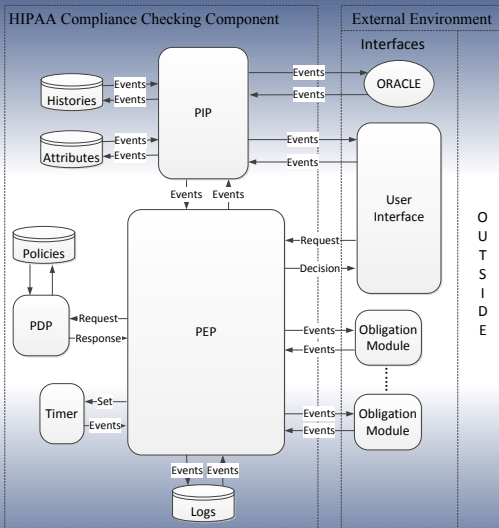 HIPAA Compliance Checking Component
External Environment
Interfaces
Events
Events
Histories
Events
Events
Attributes
PIP
Events
Events
ORACLE
Events
Events
User
Interface
Events
Events
Request
Decision
Policies
PDP
Request
Response
PEP
Events
Events
Obligation
Module
Timer
Set
Events
Events
Events
Obligation
Module
Events
Events
Logs
O
U
T
S
I
D
E